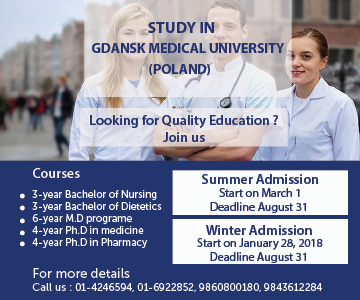 STUDY IN
GDANSK MEDICAL UNIVERSITY
(POLAND)
Looking for Quality Education ?
Join us
Courses
3-year Bachelor of Nursing
3-year Bachelor of Dietetics
6-year M.D programe
4-year Ph.D in medicine
4-year Ph.D in Pharmacy
Summer Admission
Start on March 1
Deadline August 31
Winter Admission
Start on January 28, 2018
Deadline August 31
For more details
Call us : 01-4246594, 01-6922852, 9860800180, 9843612284